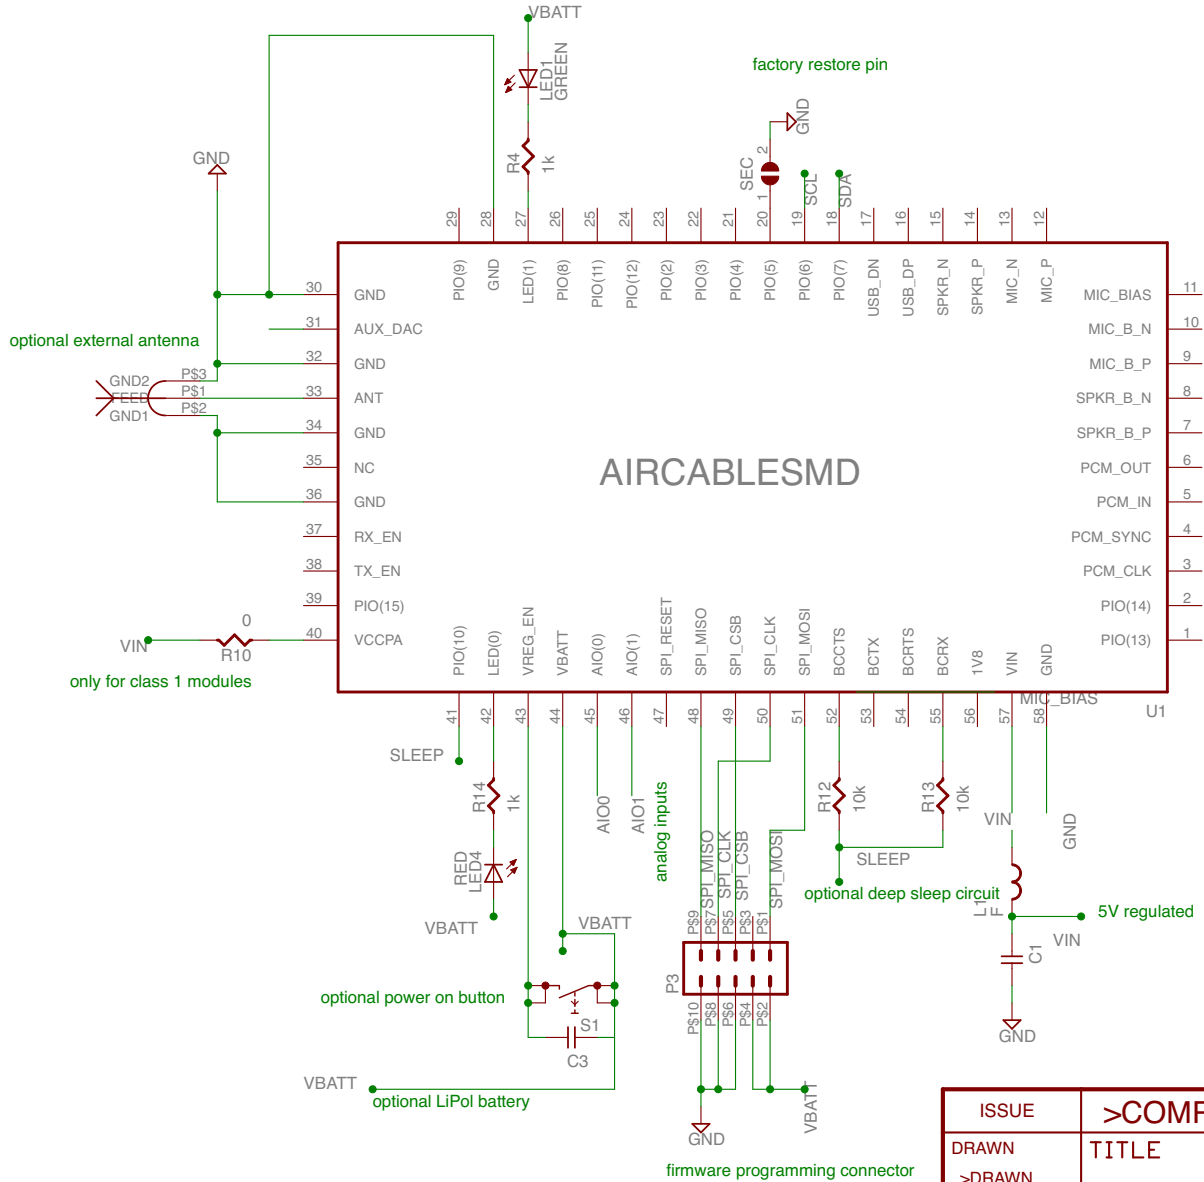 VBATT
LED1
GREEN
R4
1k
factory restore pin
GND
SEC
2
1
SCL
SDA
GND
29
28
27
26
25
24
23
22
21
20
19
18
17
16
15
14
13
12
PIO(9)
GND
LED(1)
PIO(8)
PIO(11)
PIO(12)
PIO(2)
PIO(3)
PIO(4)
PIO(5)
PIO(6)
PIO(7)
USB_DN
USB_DP
SPKR_N
SPKR_P
MIC_N
MIC_P
30 GND
31 AUX_DAC
32 GND
33 ANT
34 GND
35 NC
36 GND
37 RX_EN
38 TX_EN
39 PIO(15)
40 VCCPA
MIC_BIAS 11
MIC_B_N 10
MIC_B_P 9
SPKR_B_N 8
SPKR_B_P 7
PCM_OUT 6
PCM_IN 5
PCM_SYNC 4
PCM_CLK 3
PIO(14) 2
PIO(13) 1
optional external antenna
GND2 P$3
FEED P$1
GND1 P$2
AIRCABLESMD
VIN
0
R10
only for class 1 modules
PIO(10)
LED(0)
VREG_EN
VBATT
AIO(0)
AIO(1)
SPI_RESET
SPI_MISO
SPI_CSB
SPI_CLK
SPI_MOSI
BCCTS
BCTX
BCRTS
BCRX
1V8
VIN
GND
41
42
43
44
45
46
47
48
49
50
51
52
53
54
55
56
57
58
MIC_BIAS
U1
SLEEP
R14
1k
RED
LED4
VBATT
AIO0
AIO1
analog inputs
SPI_MISO
SPI_CLK
SPI_CSB
SPI_MOSI
R12
10k
R13
10k
SLEEP
optional deep sleep circuit
VIN
GND
L1
F
5V regulated
VIN
C1
GND
VBATT
optional power on button
S1
C3
VBATT
optional LiPol battery
P$9
P$7
P$5
P$3
P$1
P3
P$10
P$8
P$6
P$4
P$2
GND
VBATT
firmware programming connector
ISSUE
>COMP
DRAWN
TITLE
>DRAWN